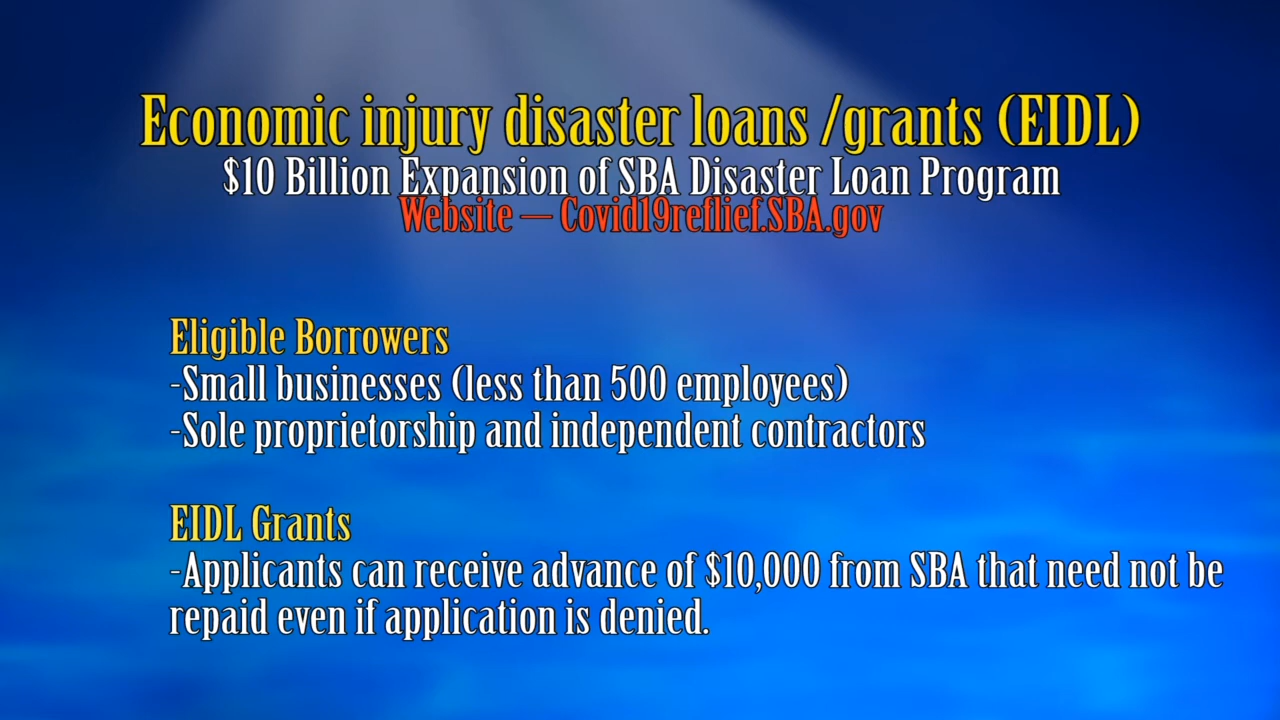 Economic injury disaster loans /grants (EIDL)
$10 Billion Expansion of SBA Disaster Loan Program
Website – Covid19reflief.SBA.gov
Eligible Borrowers
-Small businesses (less than 500 employees)
-Sole proprietorship and independent contractors
EIDL Grants
-Applicants can receive advance of $10,000 from SBA that need not be
repaid even if application is denied.